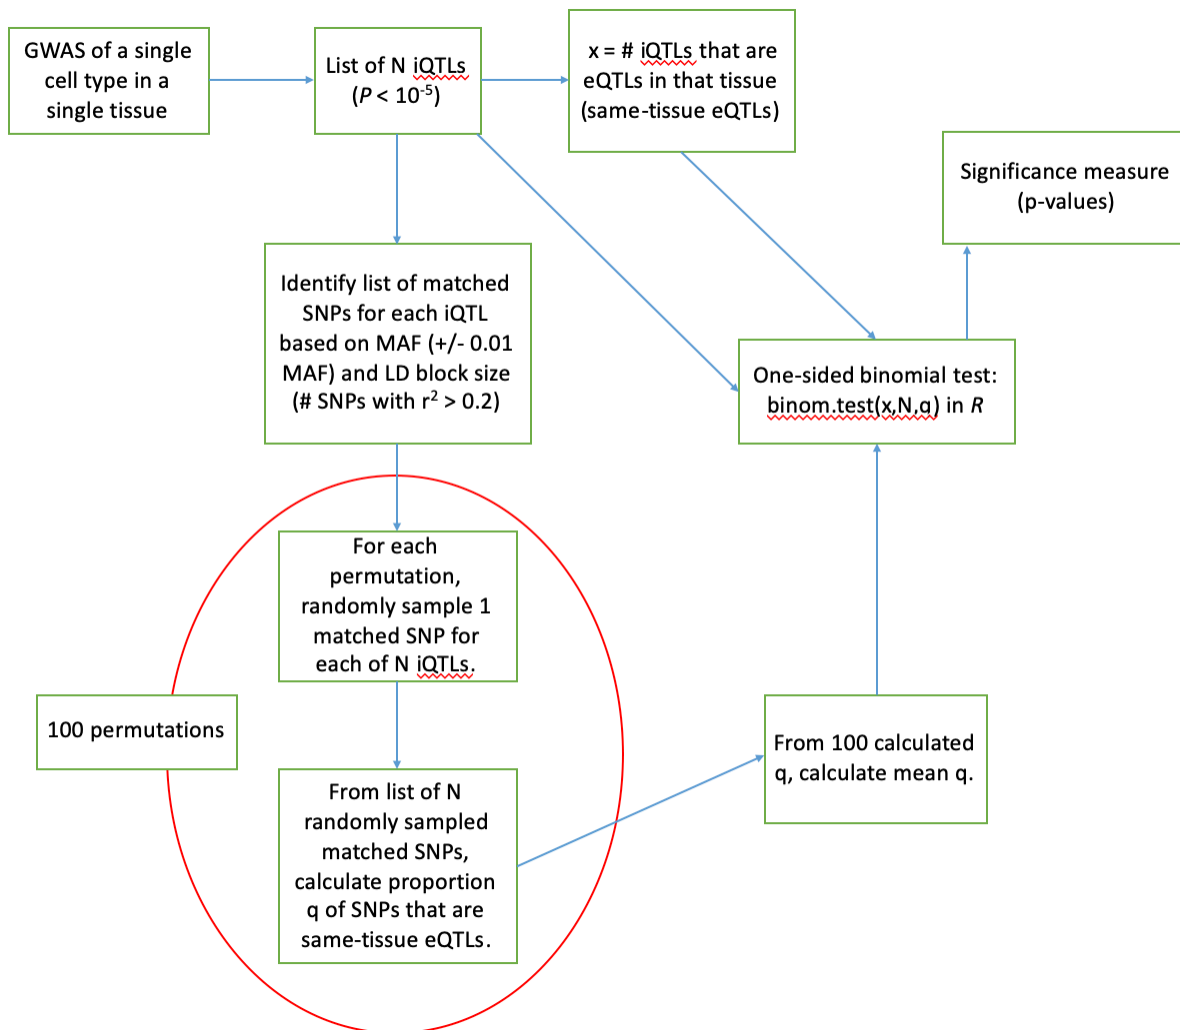 GWAS of a single
cell type in a
single tissue
List of N iQTLs
(P < 10⁻⁵)
x = # iQTLs that are
eQTLs in that tissue
(same-tissue eQTLs)
Significance measure
(p-values)
Identify list of matched
SNPs for each iQTL
based on MAF (+/- 0.01
MAF) and LD block size
(# SNPs with r² > 0.2)
One-sided binomial test:
binom.test(x,N,q) in R
For each
permutation,
randomly sample 1
matched SNP for
each of N iQTLs.
100 permutations
From 100 calculated
q, calculate mean q.
From list of N
randomly sampled
matched SNPs,
calculate proportion
q of SNPs that are
same-tissue eQTLs.